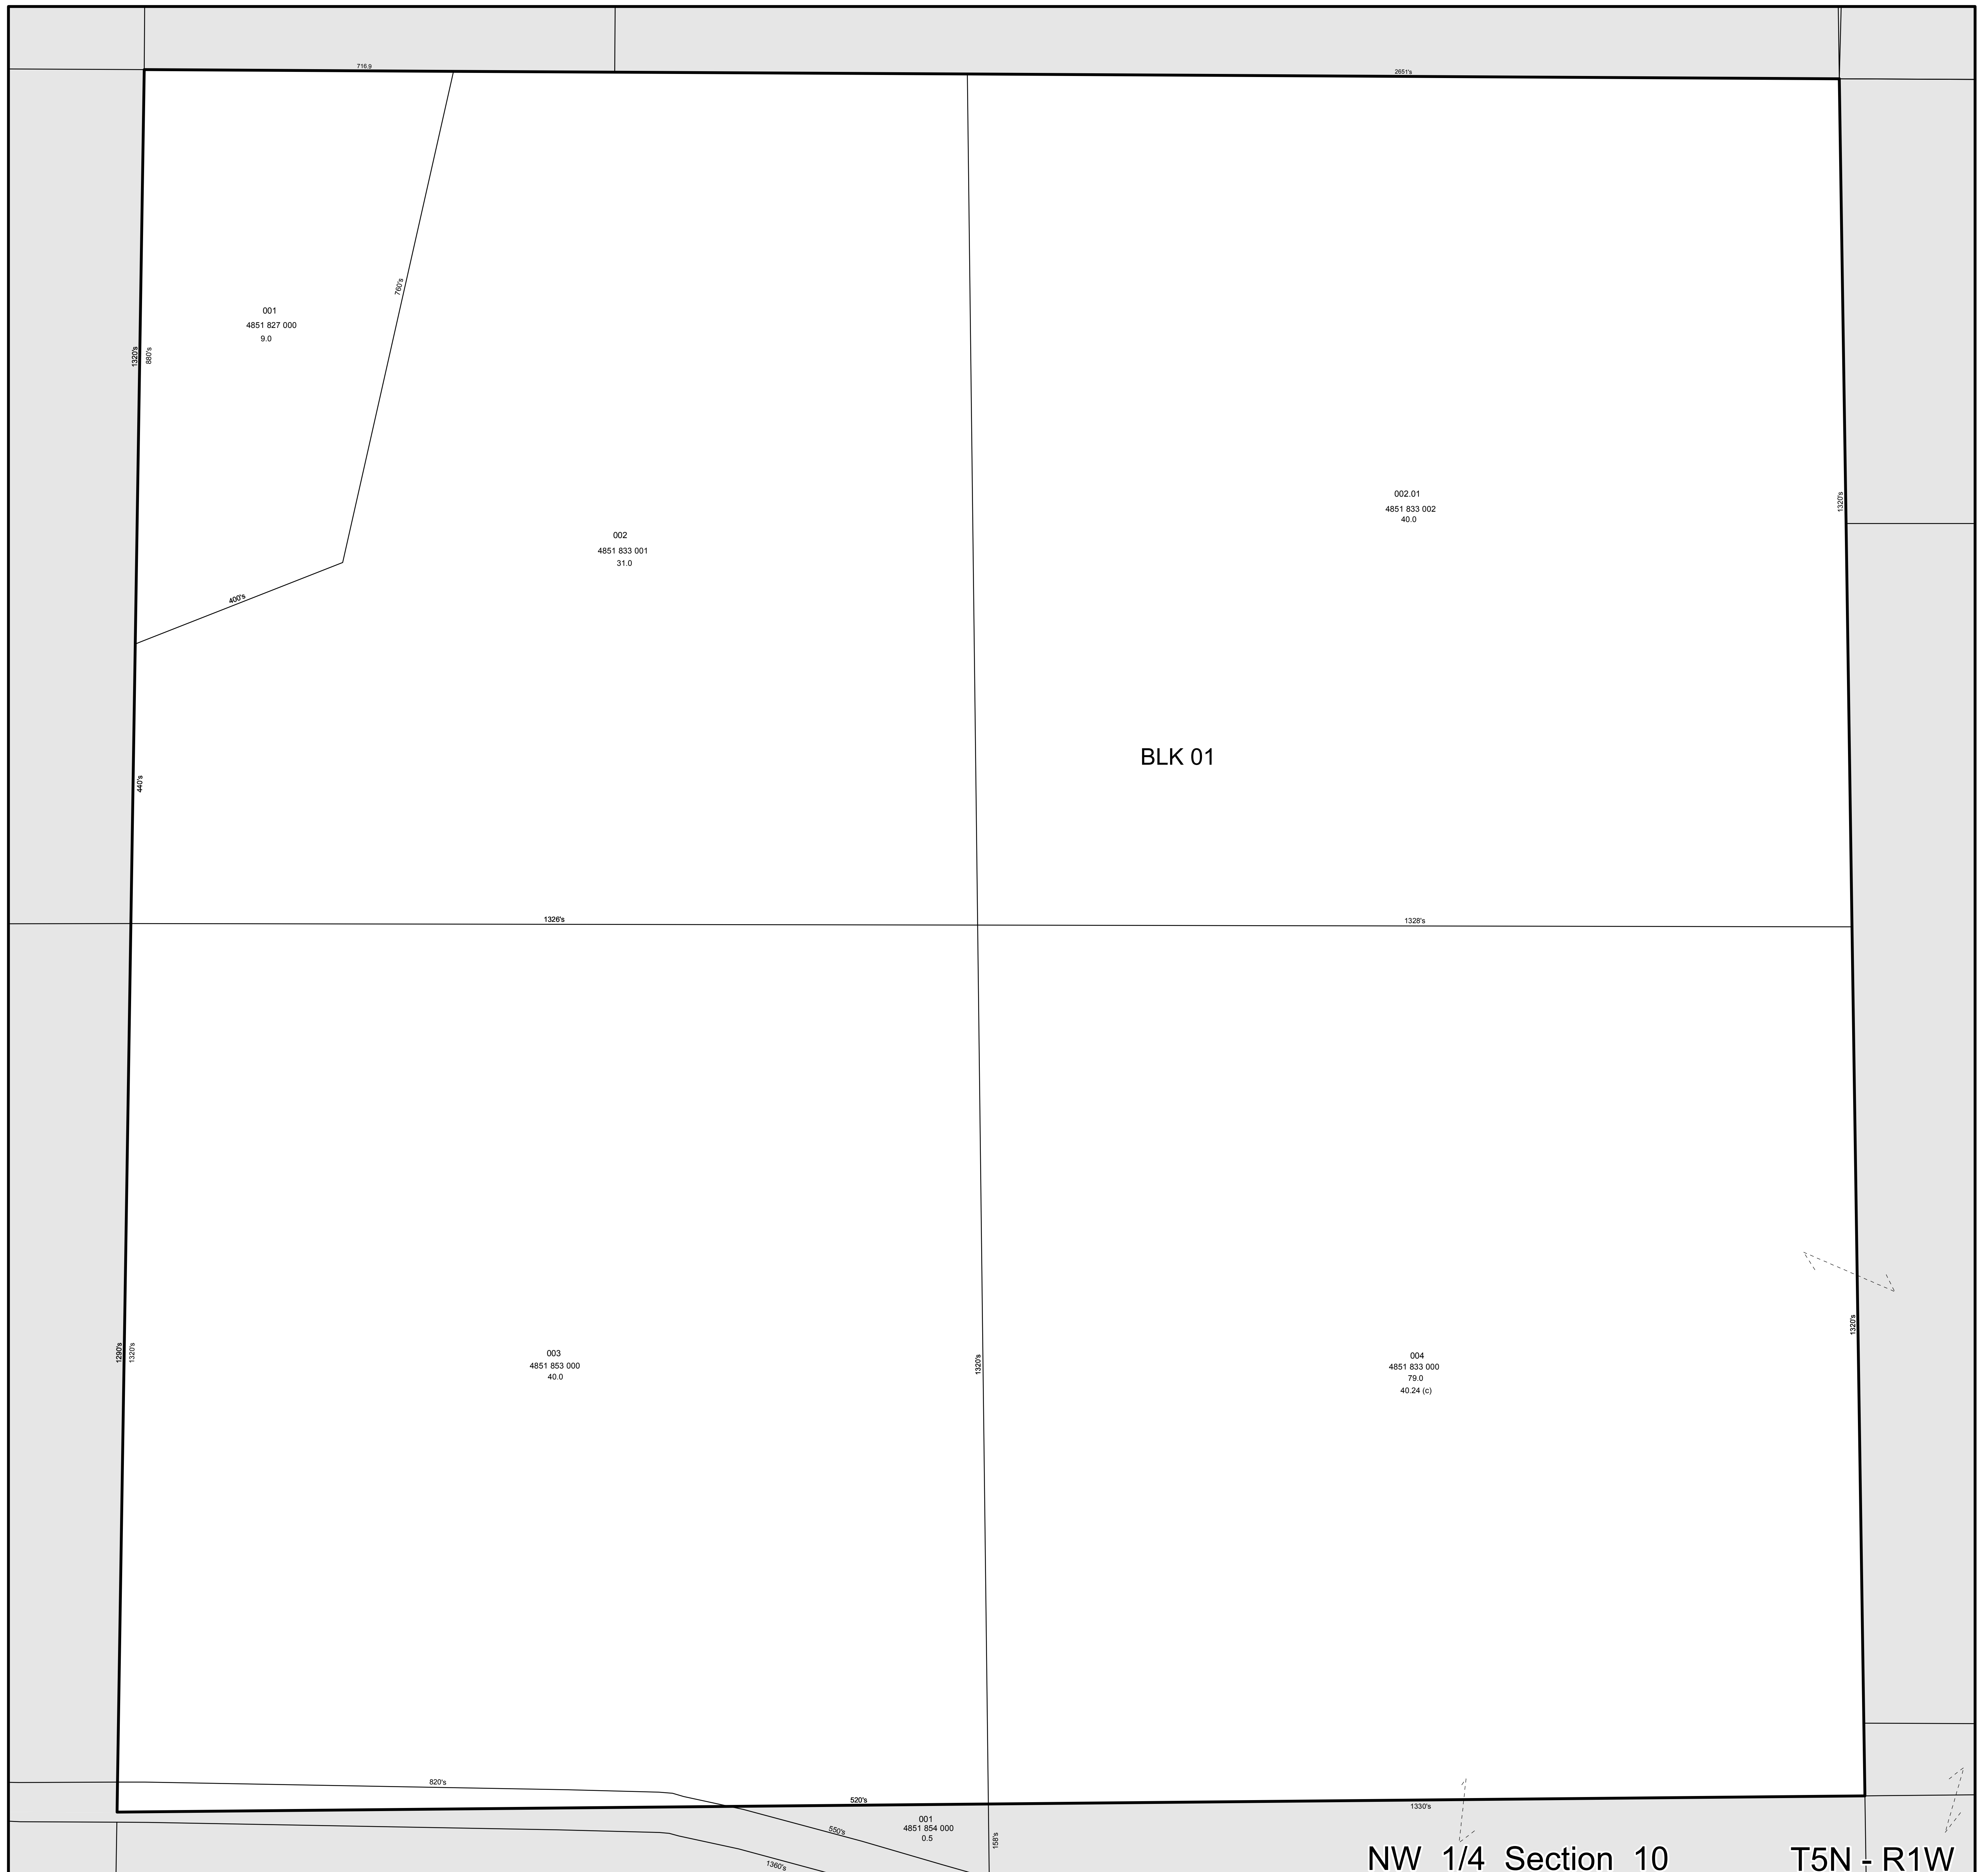 716.9
2651's
760's
001
4851 827 000
9.0
1320's
880's
002.01
4851 833 002
40.0
1320's
002
4851 833 001
31.0
400's
BLK 01
440's
1326's
1328's
1320's
1290's
1320's
003
4851 853 000
40.0
1320's
004
4851 833 000
79.0
40.24 (c)
820's
520's
1330's
001
4851 854 000
0.5
550's
158's
1360's
NW 1/4 Section 10
T5N - R1W